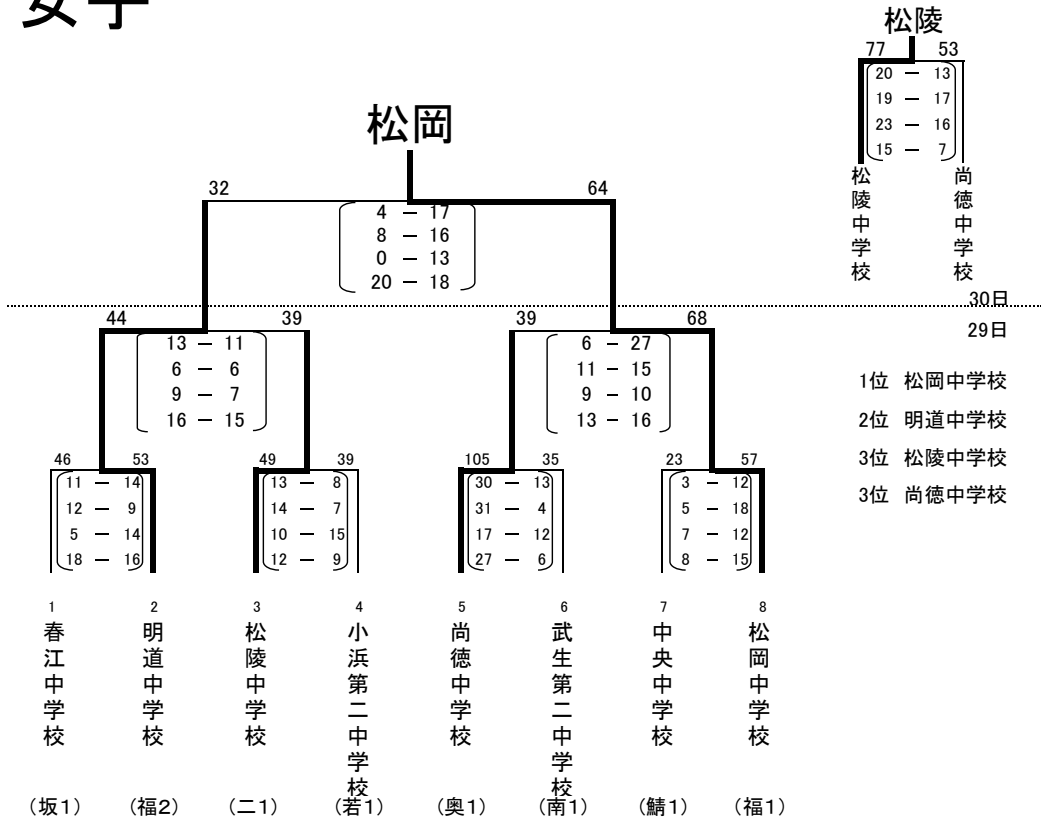 女子
松陵
77 53
20 － 13
19 － 17
23 － 16
15 － 7
松陵中学校
尚徳中学校
松岡
32 64
4 － 17
8 － 16
0 － 13
20 － 18
30日
29日
44 39
13 － 11
6 － 6
9 － 7
16 － 15
39 68
6 － 27
11 － 15
9 － 10
13 － 16
1位 松岡中学校
2位 明道中学校
3位 松陵中学校
3位 尚徳中学校
46 53
11 － 14
12 － 9
5 － 14
18 － 16
49 39
13 － 8
14 － 7
10 － 15
12 － 9
105 35
30 － 13
31 － 4
17 － 12
27 － 6
23 57
3 － 12
5 － 18
7 － 12
8 － 15
1 2 3 4 5 6 7 8
春江中学校
明道中学校
松陵中学校
小浜第二中学校
尚徳中学校
武生第二中学校
中央中学校
松岡中学校
（坂1） （福2） （二1） （若1） （奥1） （南1） （鯖1） （福1）